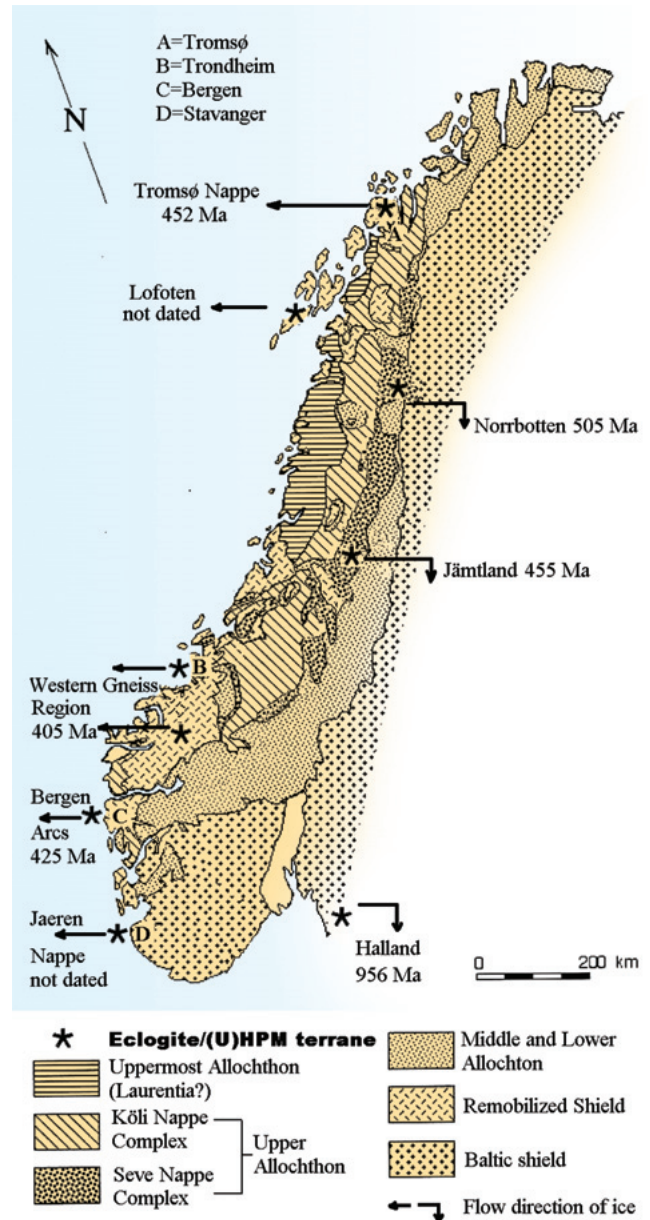 A=Tromsø
B=Trondheim
C=Bergen
D=Stavanger
N
Tromsø Nappe
452 Ma
A
Lofoten
not dated
Norrbotten 505 Ma
Jämtland 455 Ma
B
Western Gneiss
Region
405 Ma
Bergen
Arcs
425 Ma
C
Jaeren
Nappe
not dated
D
Halland
956 Ma
0 200 km
Eclogite/(U)HPM terrane
Uppermost Allochthon
(Laurentia?)
Köli Nappe
Complex
Seve Nappe
Complex
Upper
Allochthon
Middle and Lower
Allochton
Remobilized Shield
Baltic shield
Flow direction of ice